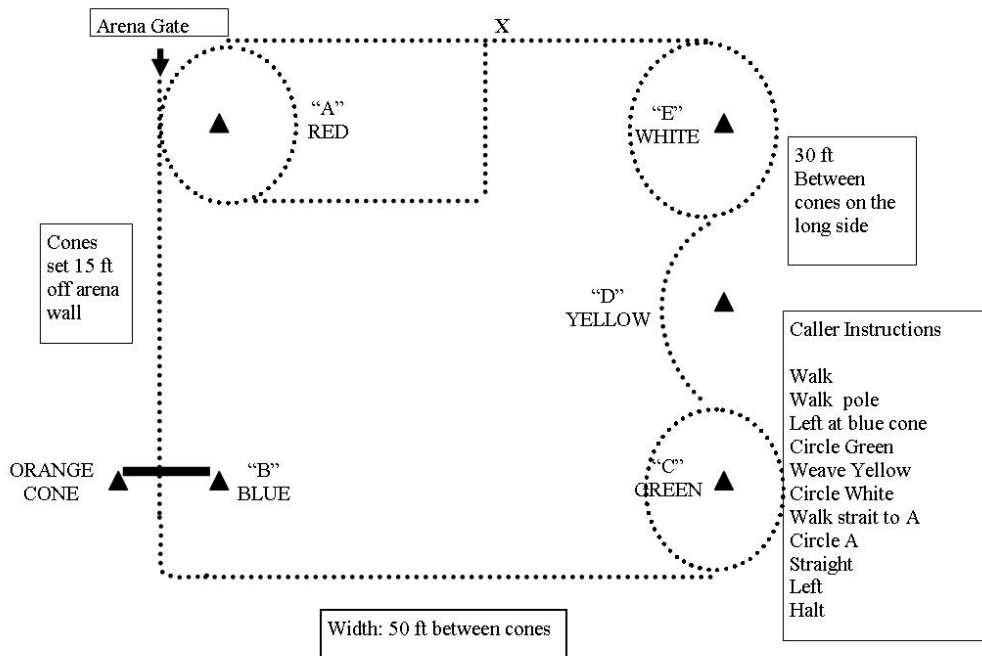 Arena Gate
X
“A”
RED
“E”
WHITE
30 ft
Between
cones on the
long side
Cones
set 15 ft
off arena
wall
“D”
YELLOW
Caller Instructions
Walk
Walk pole
Left at blue cone
Circle Green
Weave Yellow
Circle White
Walk strait to A
Circle A
Straight
Left
Halt
ORANGE
CONE
“B”
BLUE
“C”
GREEN
Width: 50 ft between cones